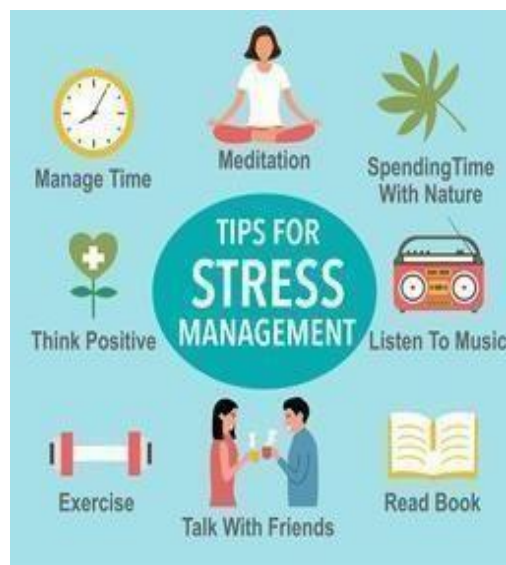 Manage Time
Meditation
SpendingTime
With Nature
TIPS FOR
STRESS
MANAGEMENT
Think Positive
Listen To Music
Exercise
Talk With Friends
Read Book